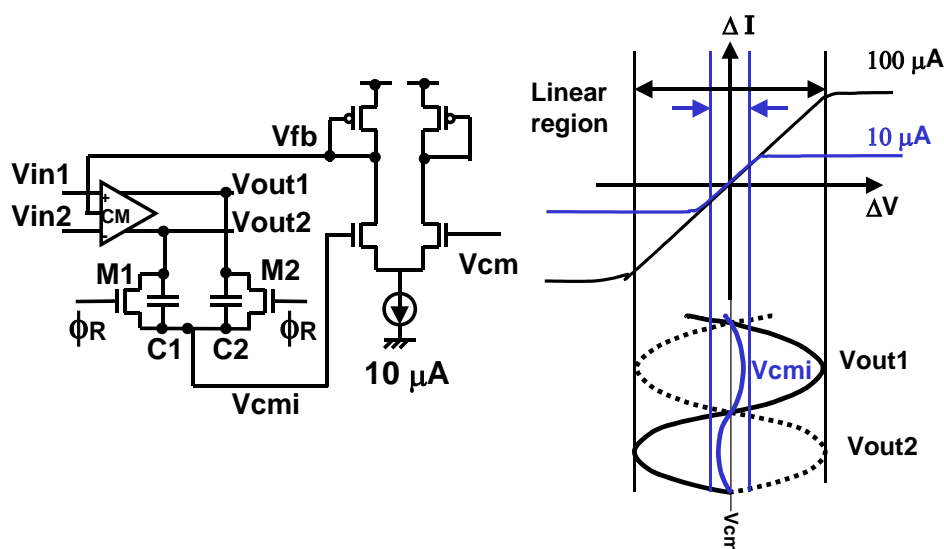 Vfb
Vin1
Vin2
+
CM
-
Vout1
Vout2
M1
M2
ΦR
ΦR
C1
C2
Vcm
10 μA
Vcmi
Δ I
100 μA
Linear
region
10 μA
ΔV
Vcmi
Vout1
Vout2
Vcm